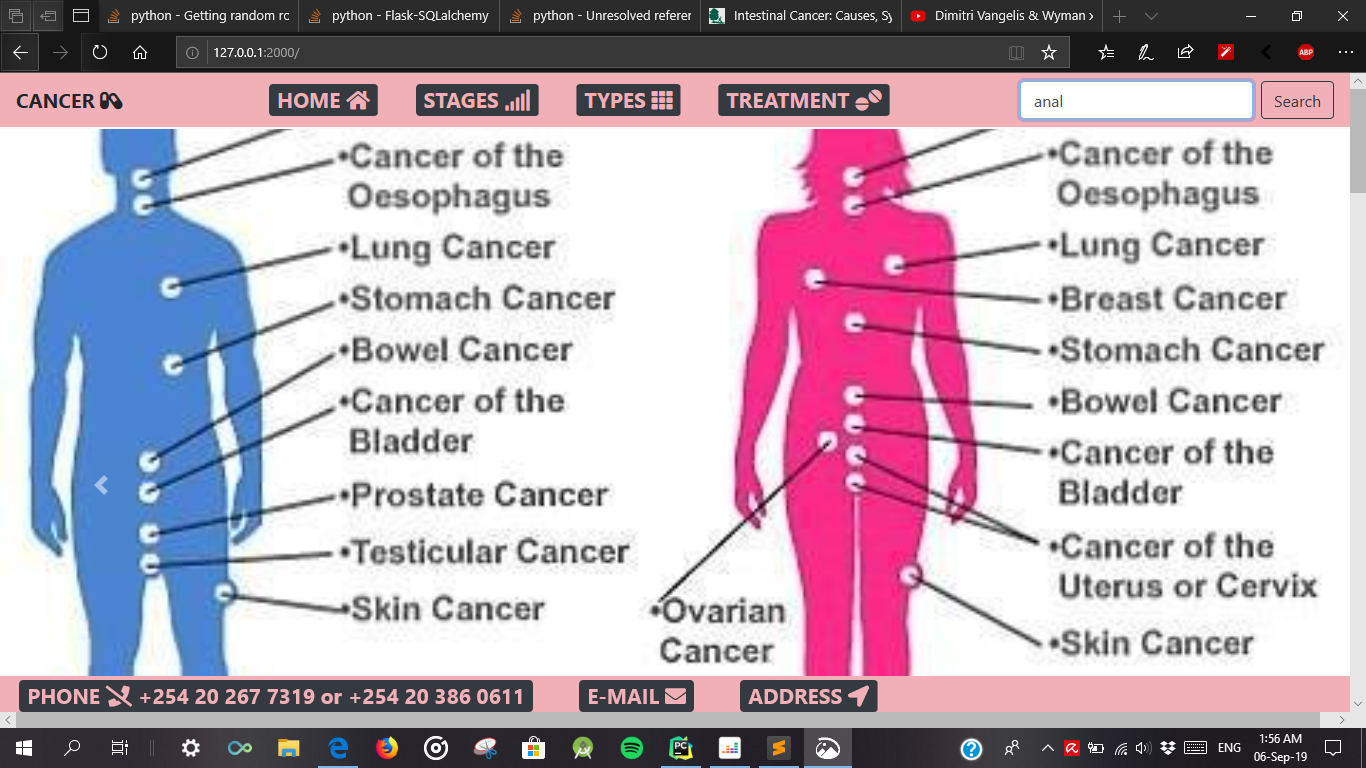 python - Getting random ro
python - Flask-SQLalchemy
python - Unresolved referer
Intestinal Cancer: Causes, Sy
Dimitri Vangelis & Wyman x
127.0.0.1:2000/
ABP
CANCER
HOME
STAGES
TYPES
TREATMENT
anal
Search
•Cancer of the
Oesophagus
•Lung Cancer
•Stomach Cancer
•Bowel Cancer
•Cancer of the
Bladder
•Prostate Cancer
•Testicular Cancer
•Skin Cancer
•Cancer of the
Oesophagus
•Lung Cancer
•Breast Cancer
•Stomach Cancer
•Bowel Cancer
•Cancer of the
Bladder
•Cancer of the
Uterus or Cervix
•Ovarian
Cancer
•Skin Cancer
PHONE +254 20 267 7319 or +254 20 386 0611
E-MAIL
ADDRESS
PC
ENG
1:56 AM
06-Sep-19